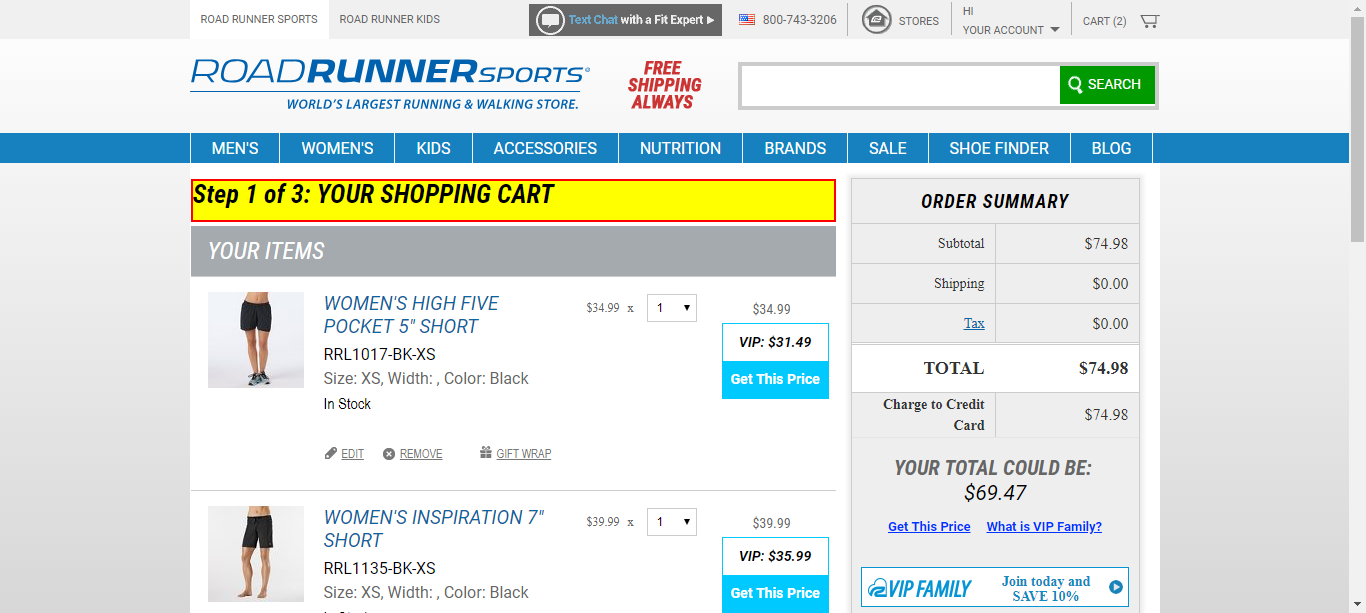 ROAD RUNNER SPORTS
ROAD RUNNER KIDS
Text Chat with a Fit Expert
800-743-3206
STORES
HI
YOUR ACCOUNT
CART (2)
ROADRUNNERSPORTS®
WORLD'S LARGEST RUNNING & WALKING STORE.
FREE
SHIPPING
ALWAYS
SEARCH
MEN'S WOMEN'S KIDS ACCESSORIES NUTRITION BRANDS SALE SHOE FINDER BLOG
Step 1 of 3: YOUR SHOPPING CART
YOUR ITEMS
WOMEN'S HIGH FIVE
POCKET 5" SHORT
RRL1017-BK-XS
Size: XS, Width: , Color: Black
In Stock
$34.99 x 1
$34.99
VIP: $31.49
Get This Price
EDIT REMOVE GIFT WRAP
WOMEN'S INSPIRATION 7"
SHORT
RRL1135-BK-XS
Size: XS, Width: , Color: Black
$39.99 x 1
$39.99
VIP: $35.99
Get This Price
ORDER SUMMARY
Subtotal $74.98
Shipping $0.00
Tax $0.00
TOTAL $74.98
Charge to Credit
Card
$74.98
YOUR TOTAL COULD BE:
$69.47
Get This Price What is VIP Family?
VIP FAMILY
Join today and
SAVE 10%